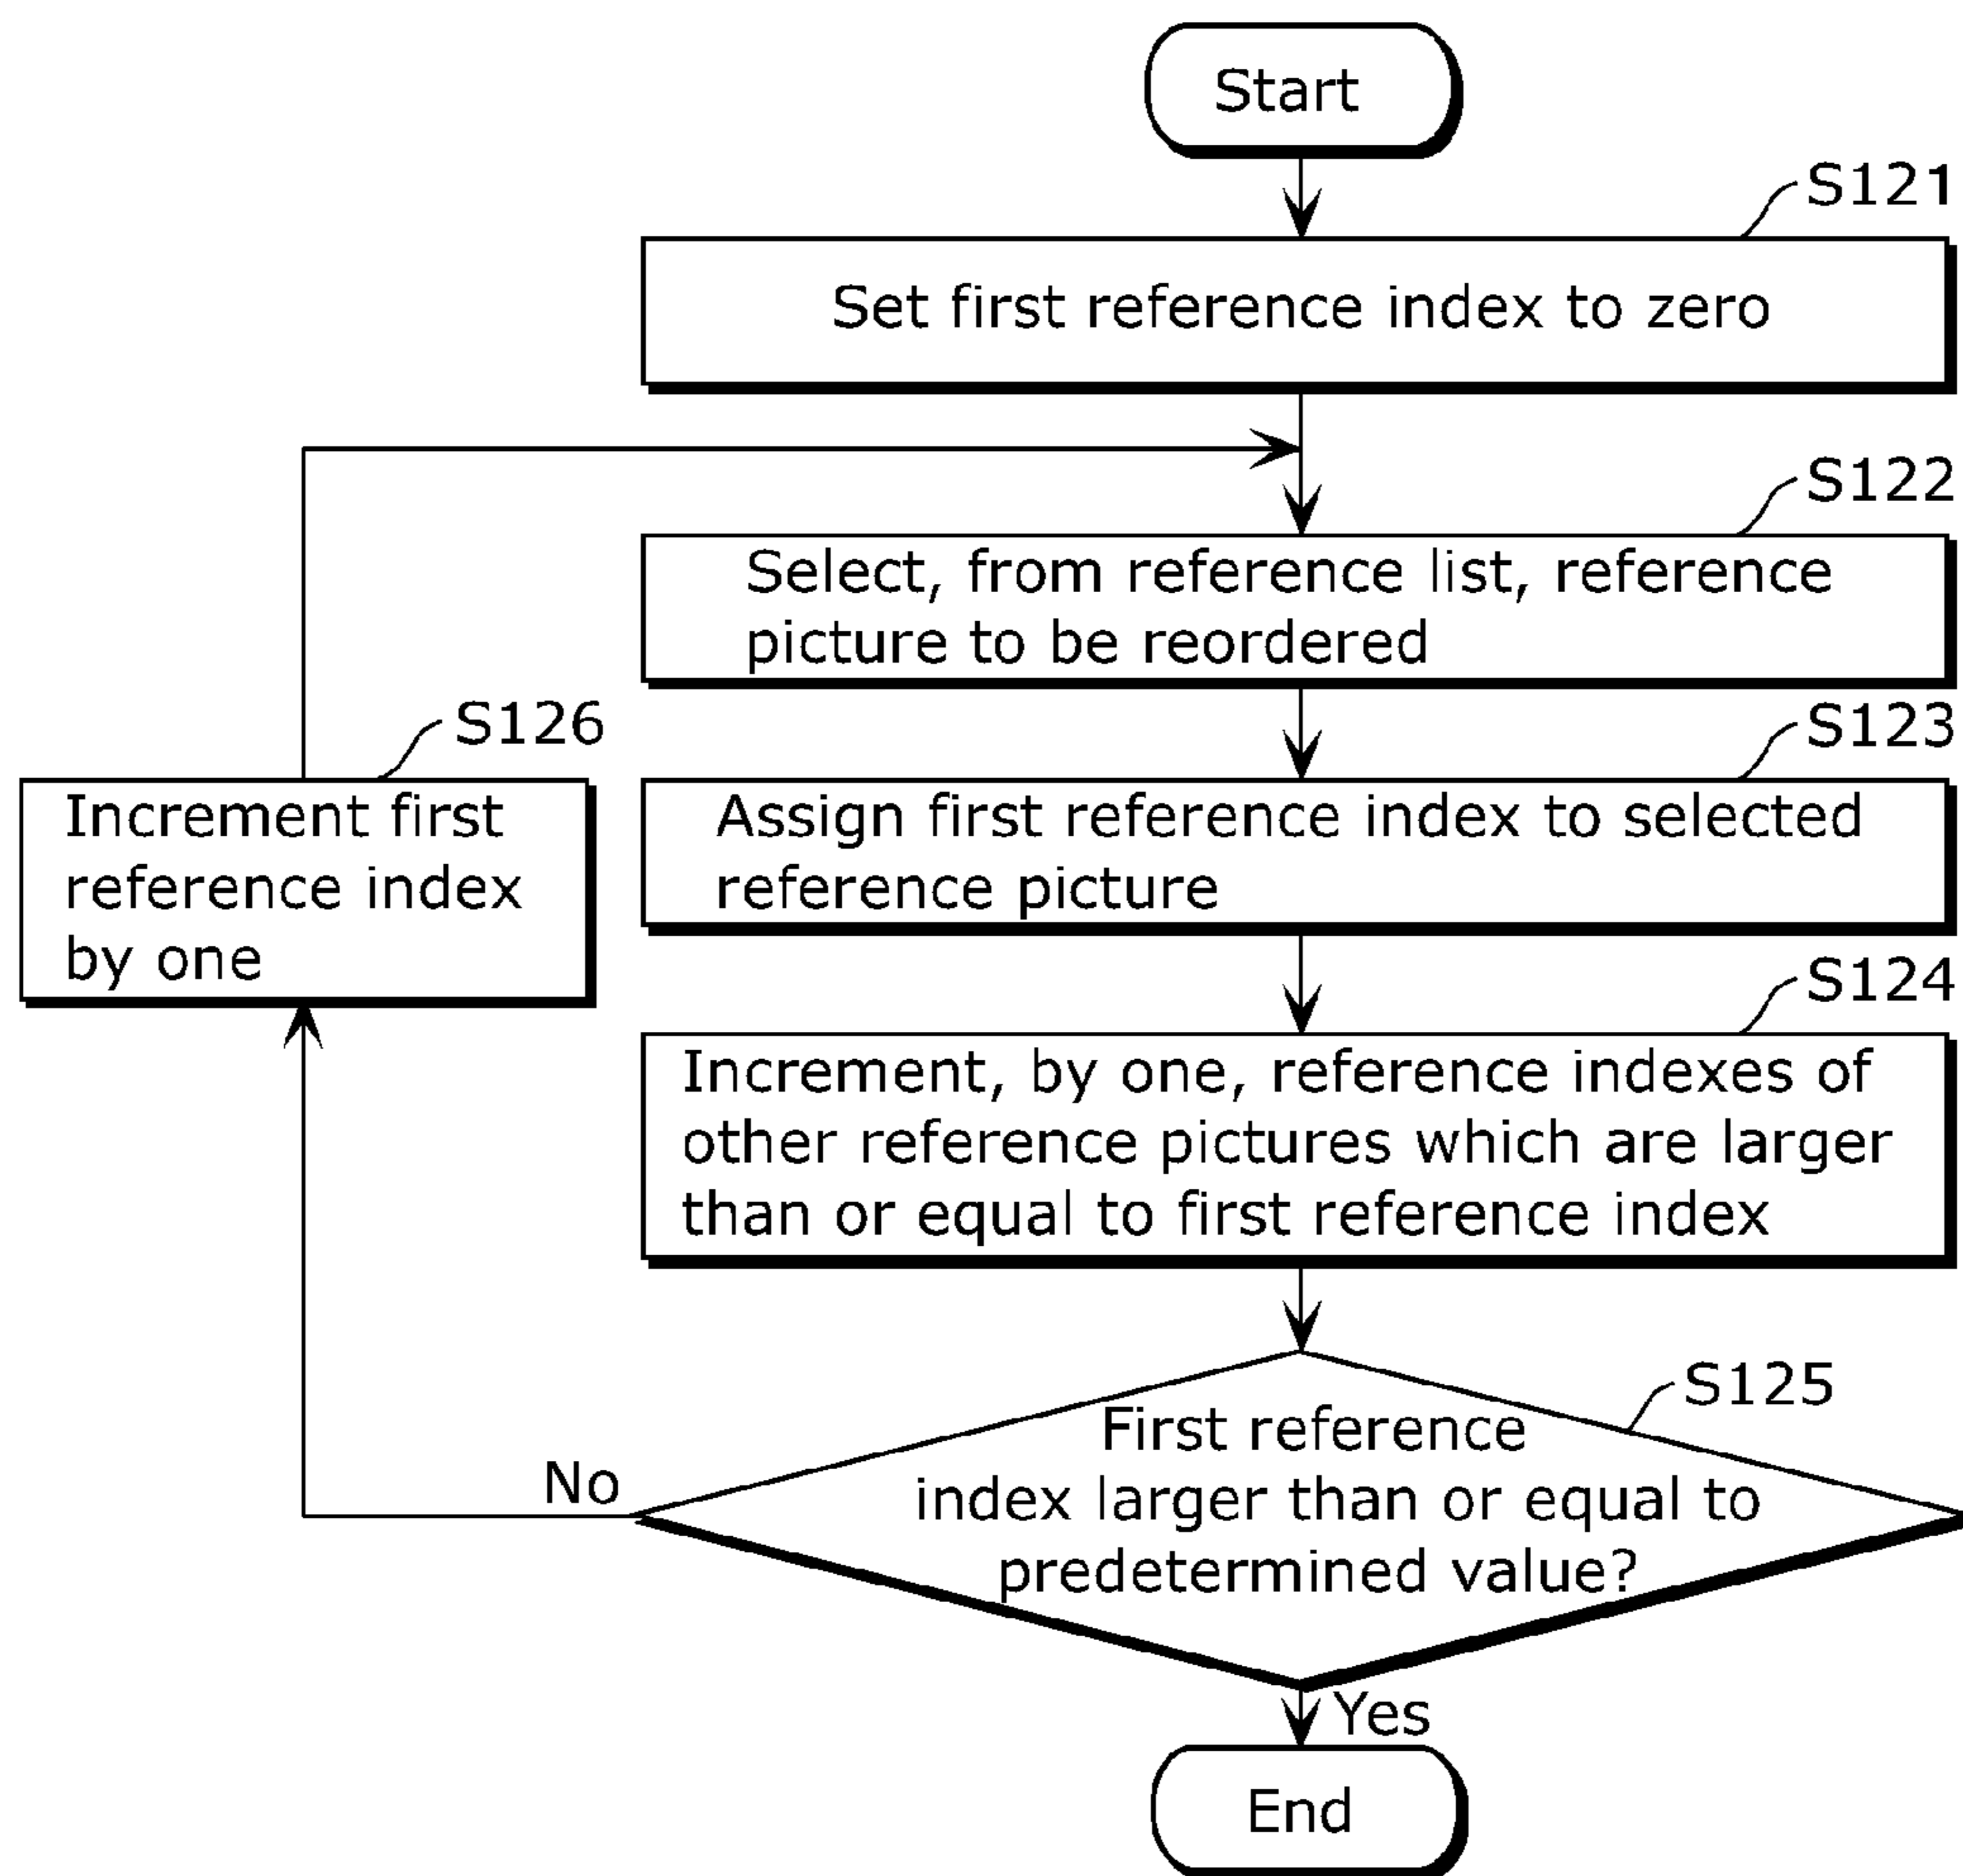 Start
S121
Set first reference index to zero
S122
Select, from reference list, reference
picture to be reordered
S126
S123
Increment first
reference index
by one
Assign first reference index to selected
reference picture
S124
Increment, by one, reference indexes of
other reference pictures which are larger
than or equal to first reference index
S125
First reference
index larger than or equal to
predetermined value?
No
Yes
End